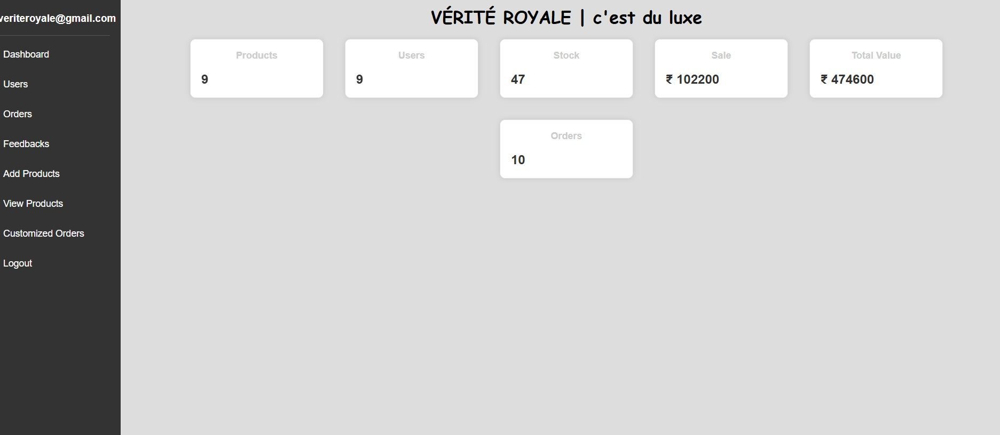 veriteroyale@gmail.com
Dashboard
Users
Orders
Feedbacks
Add Products
View Products
Customized Orders
Logout
VÉRITÉ ROYALE | c'est du luxe
Products
9
Users
9
Stock
47
Sale
₹ 102200
Total Value
₹ 474600
Orders
10